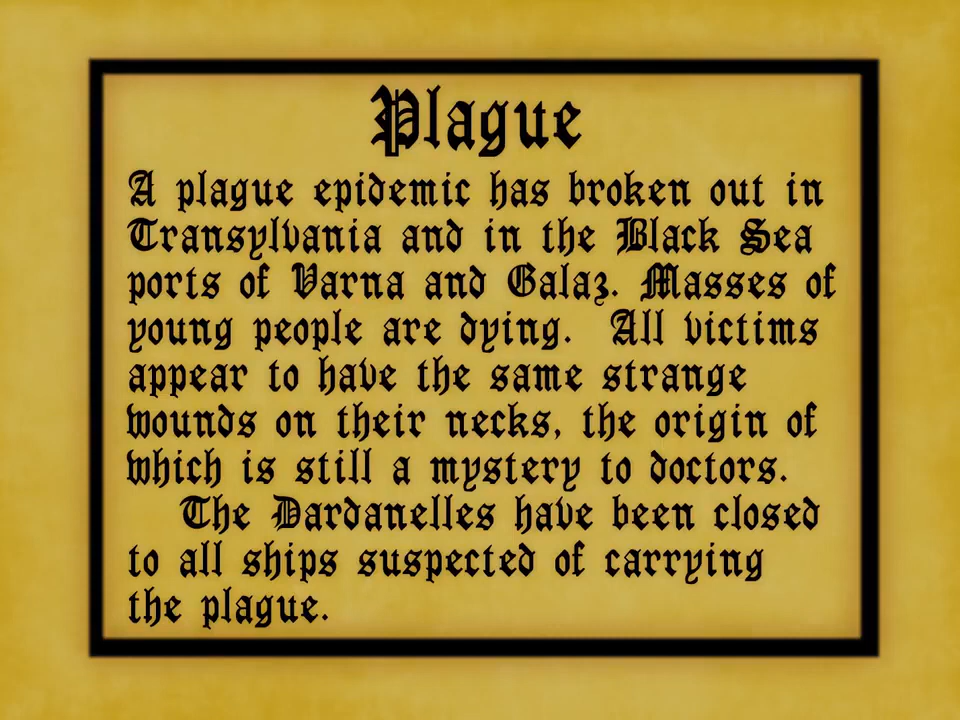 Plague
A plague epidemic has broken out in
Transylvania and in the Black Sea
ports of Varna and Galaz. Masses of
young people are dying. All victims
appear to have the same strange
wounds on their necks, the origin of
which is still a mystery to doctors.
The Dardanelles have been closed
to all ships suspected of carrying
the plague.